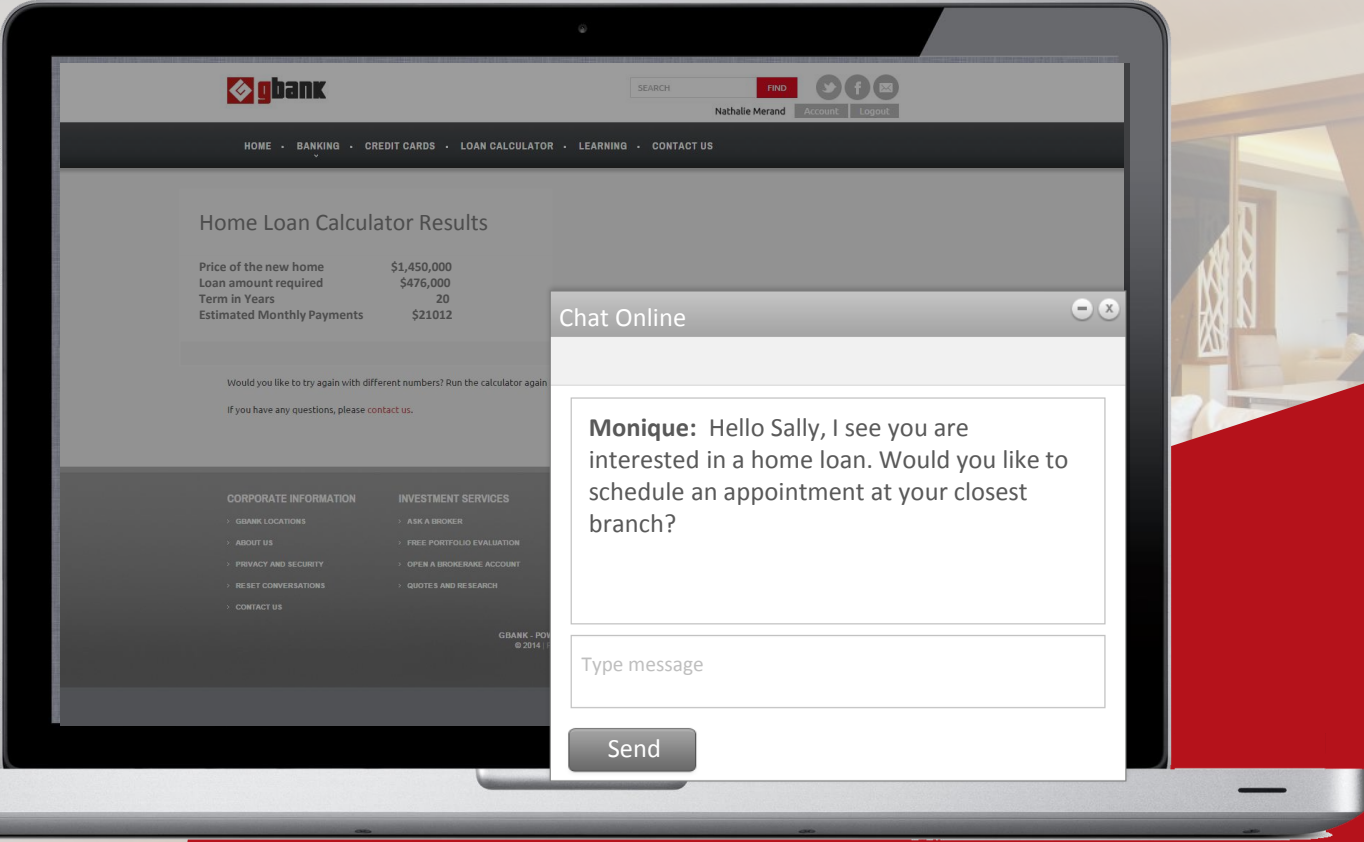 gbank
SEARCH FIND
Nathalie Merand Account Logout
HOME • BANKING • CREDIT CARDS • LOAN CALCULATOR • LEARNING • CONTACT US
Home Loan Calculator Results
Price of the new home $1,450,000
Loan amount required $476,000
Term in Years 20
Estimated Monthly Payments $21012
Would you like to try again with different numbers? Run the calculator again
If you have any questions, please contact us.
Chat Online
Monique: Hello Sally, I see you are
interested in a home loan. Would you like to
schedule an appointment at your closest
branch?
Type message
Send
CORPORATE INFORMATION INVESTMENT SERVICES
> GBANK LOCATIONS > ASK A BROKER
> ABOUT US > FREE PORTFOLIO EVALUATION
> PRIVACY AND SECURITY > OPEN A BROKERAKE ACCOUNT
> RESET CONVERSATIONS > QUOTES AND RESEARCH
> CONTACT US
GBANK -
© 2014 |